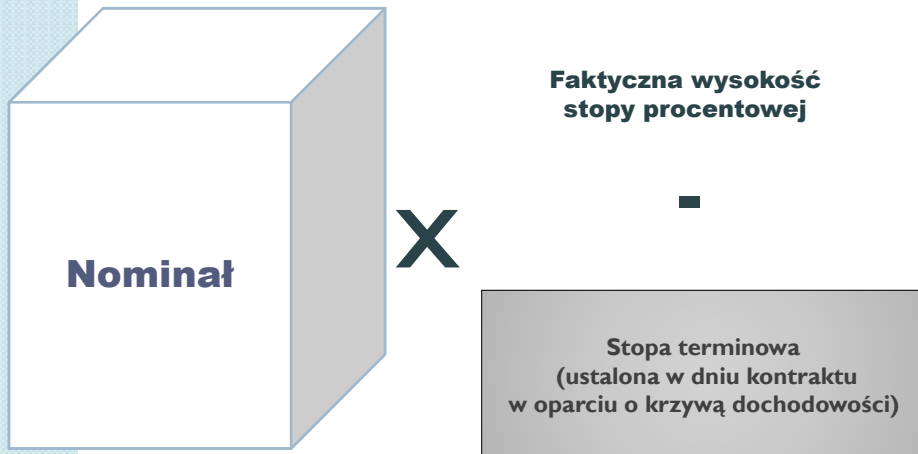 Faktyczna wysokość
stopy procentowej
Nominał
X
-
Stopa terminowa
(ustalona w dniu kontraktu
w oparciu o krzywą dochodowości)